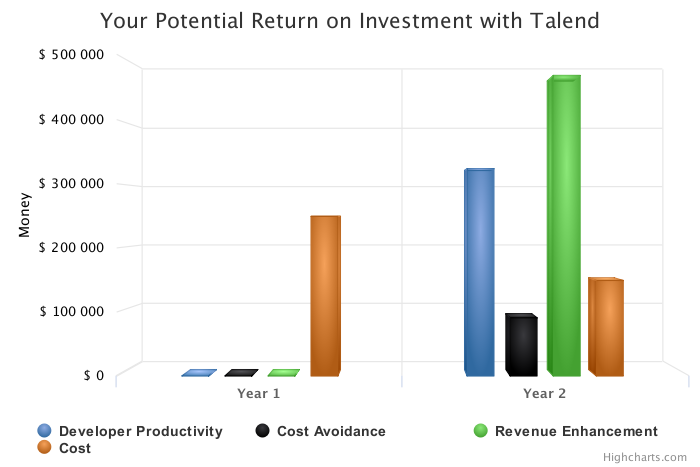 Your Potential Return on Investment with Talend
$ 500 000
$ 400 000
$ 300 000
$ 200 000
$ 100 000
$ 0
Money
Year 1
Year 2
Developer Productivity
Cost Avoidance
Revenue Enhancement
Cost
Highcharts.com